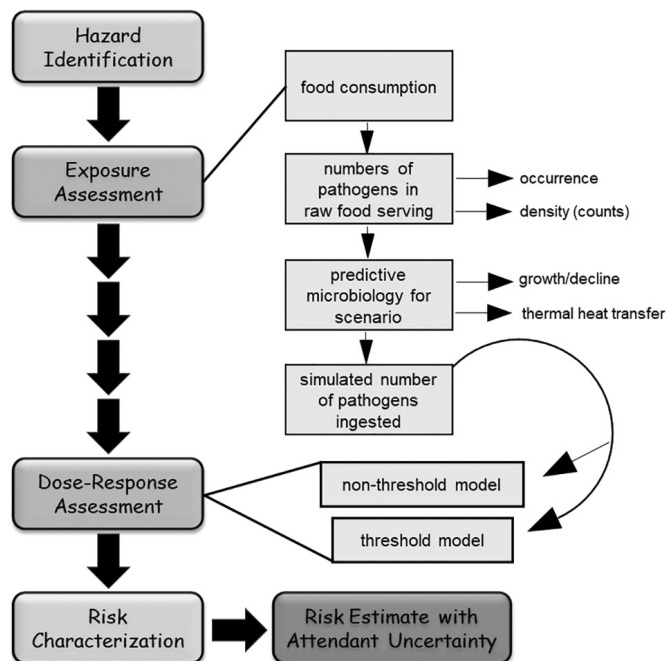 Hazard
Identification
food consumption
Exposure
Assessment
numbers of
pathogens in
raw food serving
occurrence
density (counts)
predictive
microbiology for
scenario
growth/decline
thermal heat transfer
simulated number
of pathogens
ingested
Dose-Response
Assessment
non-threshold model
threshold model
Risk
Characterization
Risk Estimate with
Attendant Uncertainty